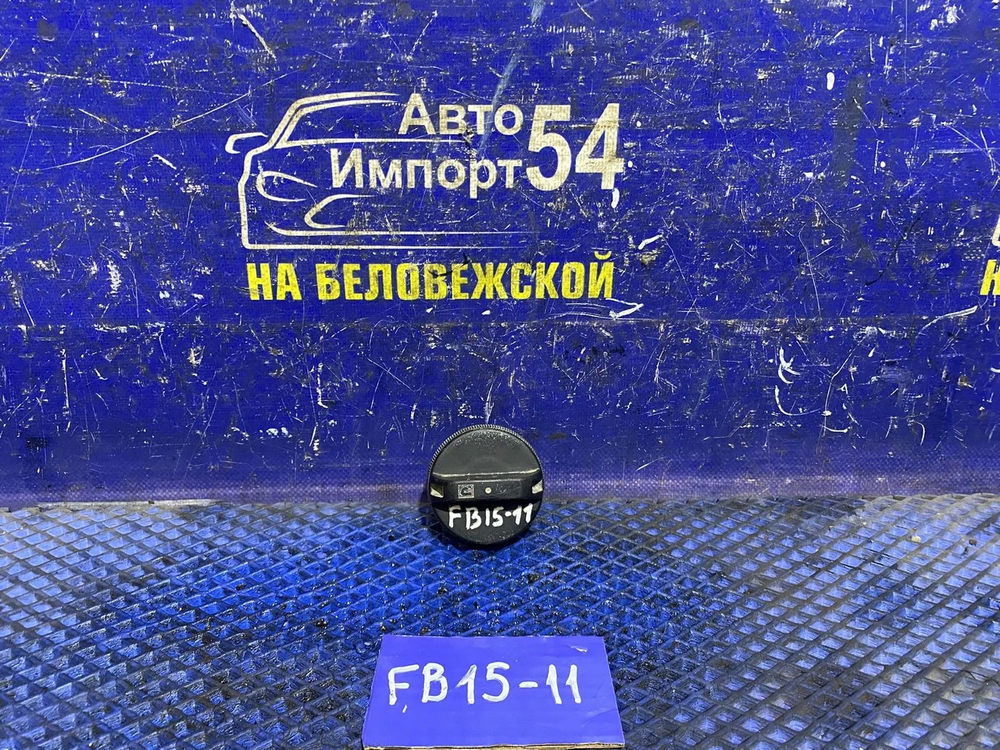 Авто
Импорт54
НА БЕЛОВЕЖСКОЙ
FB15-11
FB15-11